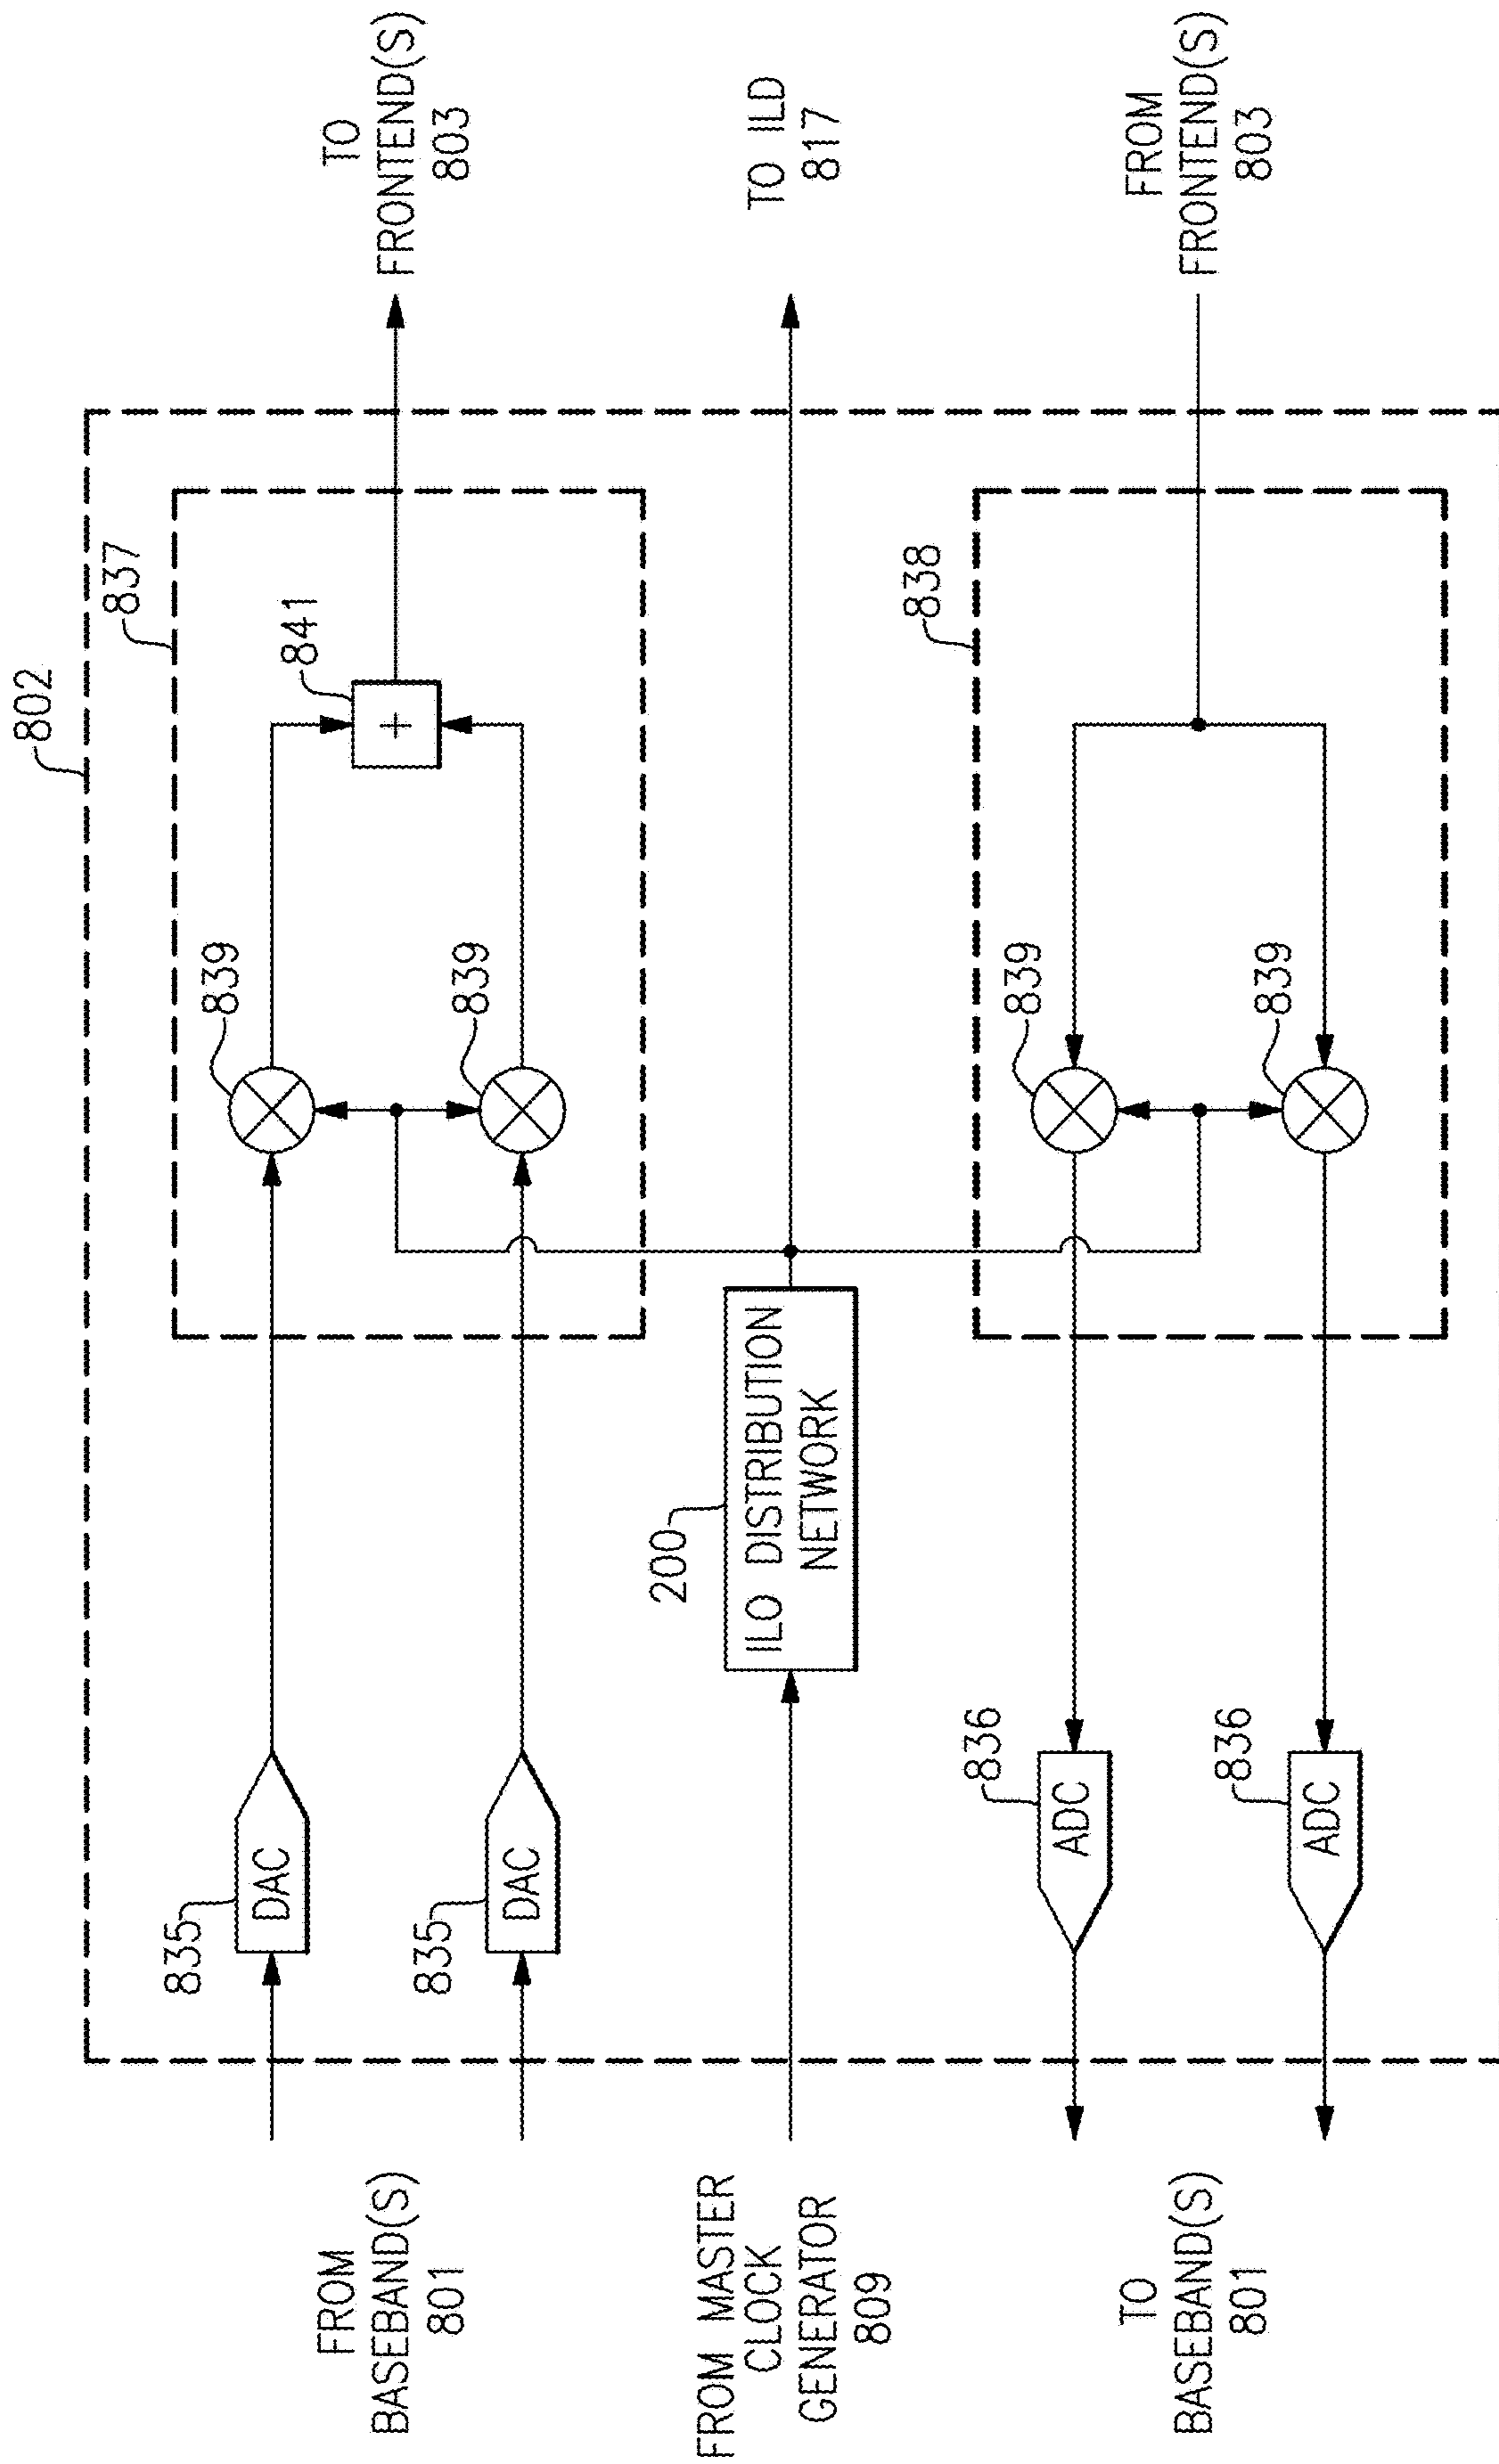 802
837
841
839
839
835
DAC
835
DAC
FROM
BASEBAND(S)
801
TO
FRONTEND(S)
803
FROM MASTER
CLOCK
GENERATOR
809
200
ILO DISTRIBUTION
NETWORK
TO ILD
817
838
839
839
836
ADC
836
ADC
TO
BASEBAND(S)
801
FROM
FRONTEND(S)
803
+